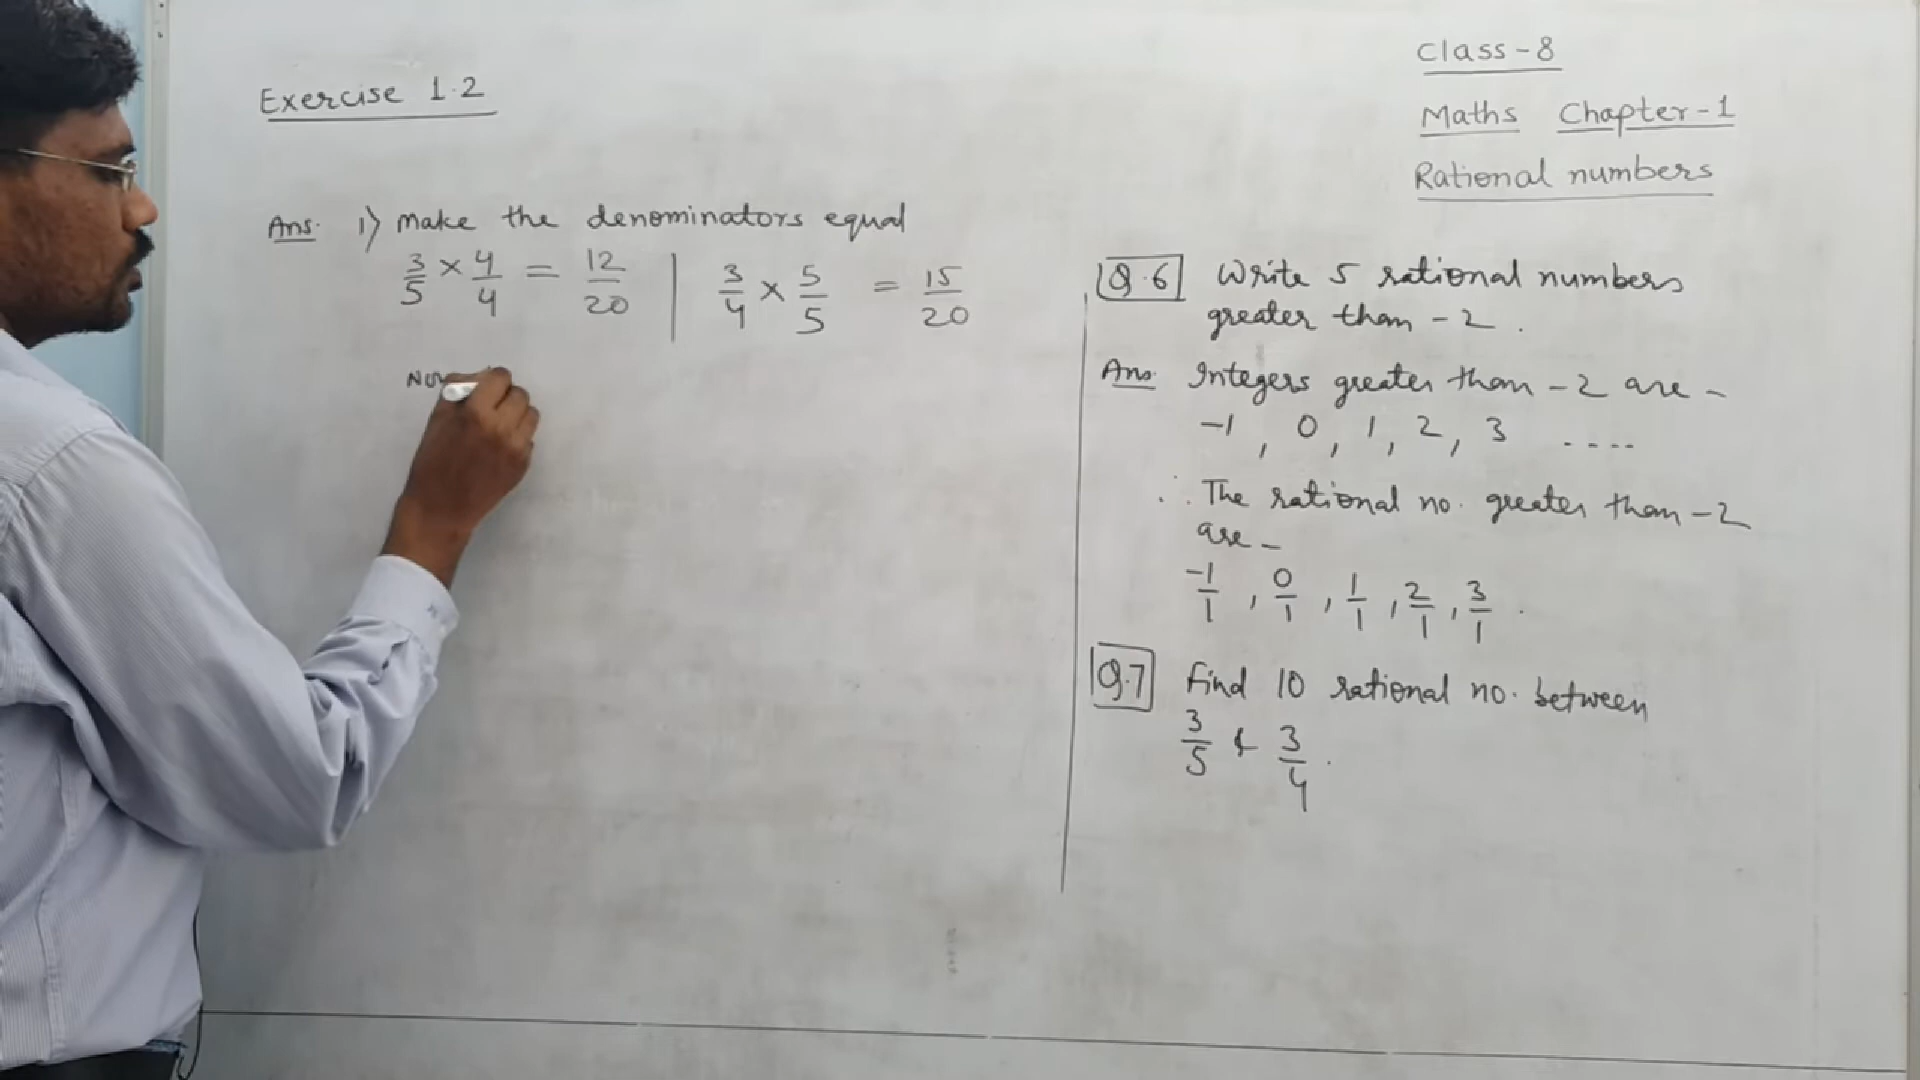 Exercise 1.2
Ans. 1) Make the denominators equal
3/5 × 4/4 = 12/20 | 3/4 × 5/5 = 15/20
Class-8
Maths Chapter-1
Rational numbers
Q.6 Write 5 rational numbers
greater than -2.
Ans. Integers greater than -2 are -
-1, 0, 1, 2, 3 ....
∴ The rational no. greater than -2
are -
-1/1, 0/1, 1/1, 2/1, 3/1.
Q.7 Find 10 rational no. between
3/5 & 3/4.